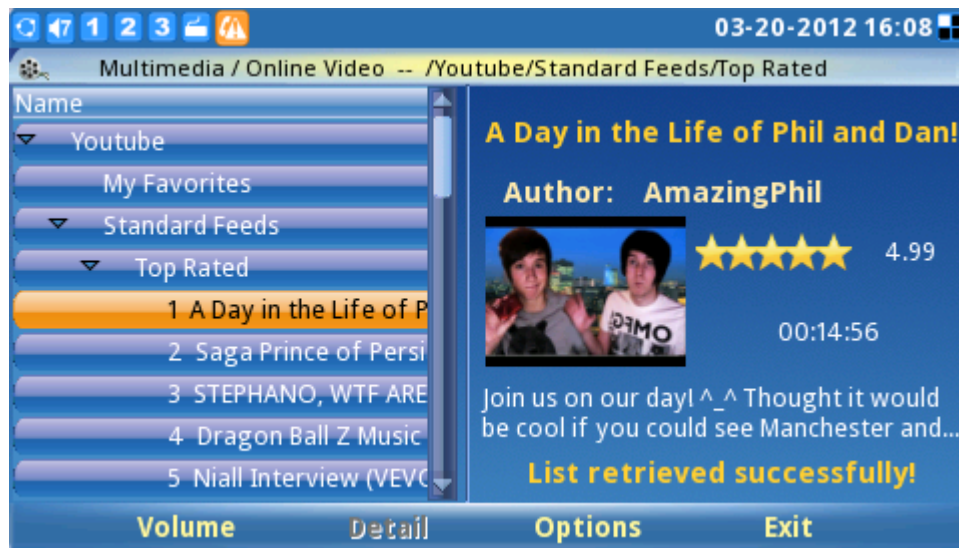 7 1 2 3
03-20-2012 16:08
Multimedia / Online Video -- /Youtube/Standard Feeds/Top Rated
Name
Youtube
My Favorites
Standard Feeds
Top Rated
1 A Day in the Life of P
2 Saga Prince of Persi
3 STEPHANO, WTF ARE
4 Dragon Ball Z Music
5 Niall Interview (VEVO
A Day in the Life of Phil and Dan!
Author: AmazingPhil
OMFG!
4.99
00:14:56
Join us on our day! ^_^ Thought it would
be cool if you could see Manchester and...
List retrieved successfully!
Volume Detail Options Exit